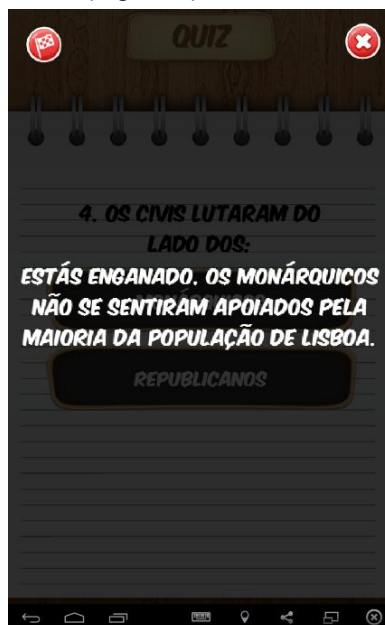 QUIZ
4. OS CIVIS LUTARAM DO
LADO DOS:
ESTÁS ENGANADO, OS MONÁRQUICOS
NÃO SE SENTIRAM APOIADOS PELA
MAIORIA DA POPULAÇÃO DE LISBOA.
REPUBLICANOS